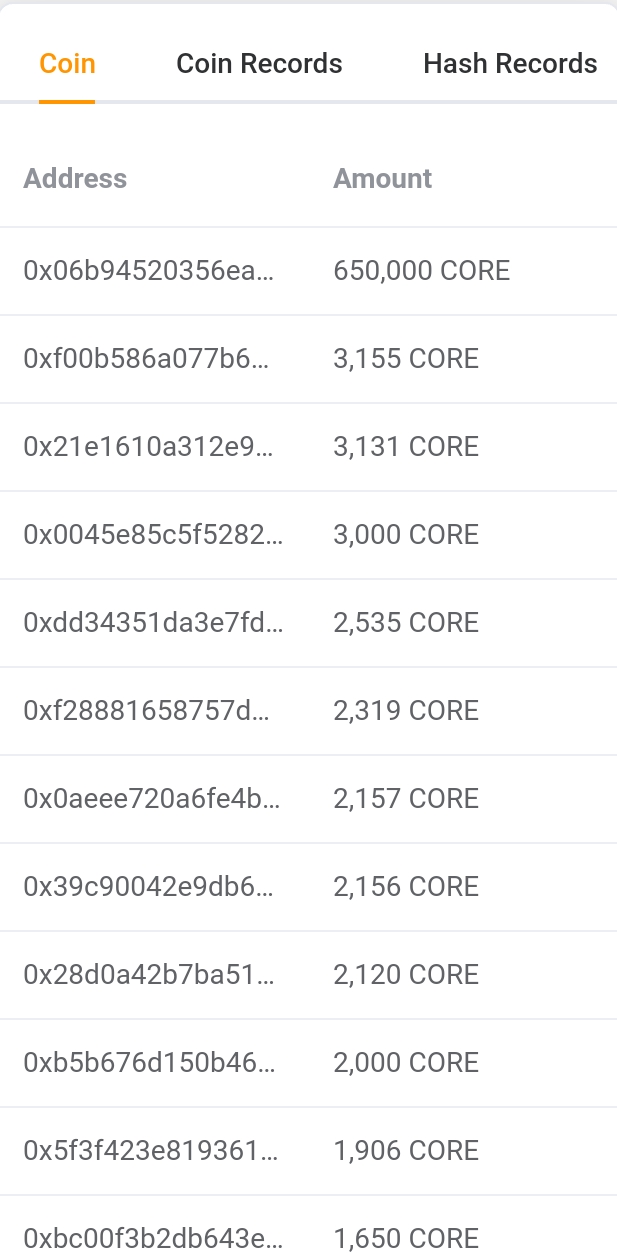 Coin Coin Records Hash Records
Address Amount
0x06b94520356ea... 650,000 CORE
0xf00b586a077b6... 3,155 CORE
0x21e1610a312e9... 3,131 CORE
0x0045e85c5f5282... 3,000 CORE
0xdd34351da3e7fd... 2,535 CORE
0xf28881658757d... 2,319 CORE
0x0aeee720a6fe4b... 2,157 CORE
0x39c90042e9db6... 2,156 CORE
0x28d0a42b7ba51... 2,120 CORE
0xb5b676d150b46... 2,000 CORE
0x5f3f423e819361... 1,906 CORE
0xbc00f3b2db643e... 1,650 CORE